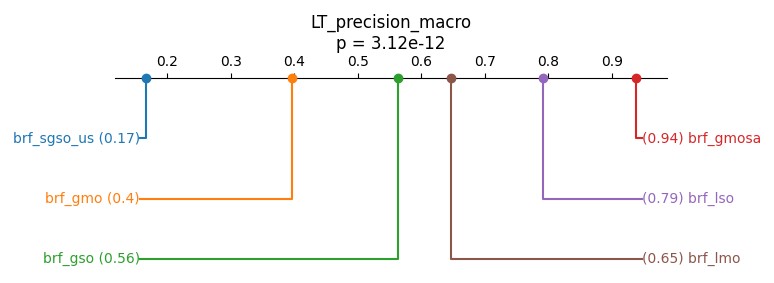 LT_precision_macro
p = 3.12e-12
0.2 0.3 0.4 0.5 0.6 0.7 0.8 0.9
brf_sgso_us (0.17) (0.94) brf_gmosa
brf_gmo (0.4) (0.79) brf_lso
brf_gso (0.56) (0.65) brf_lmo